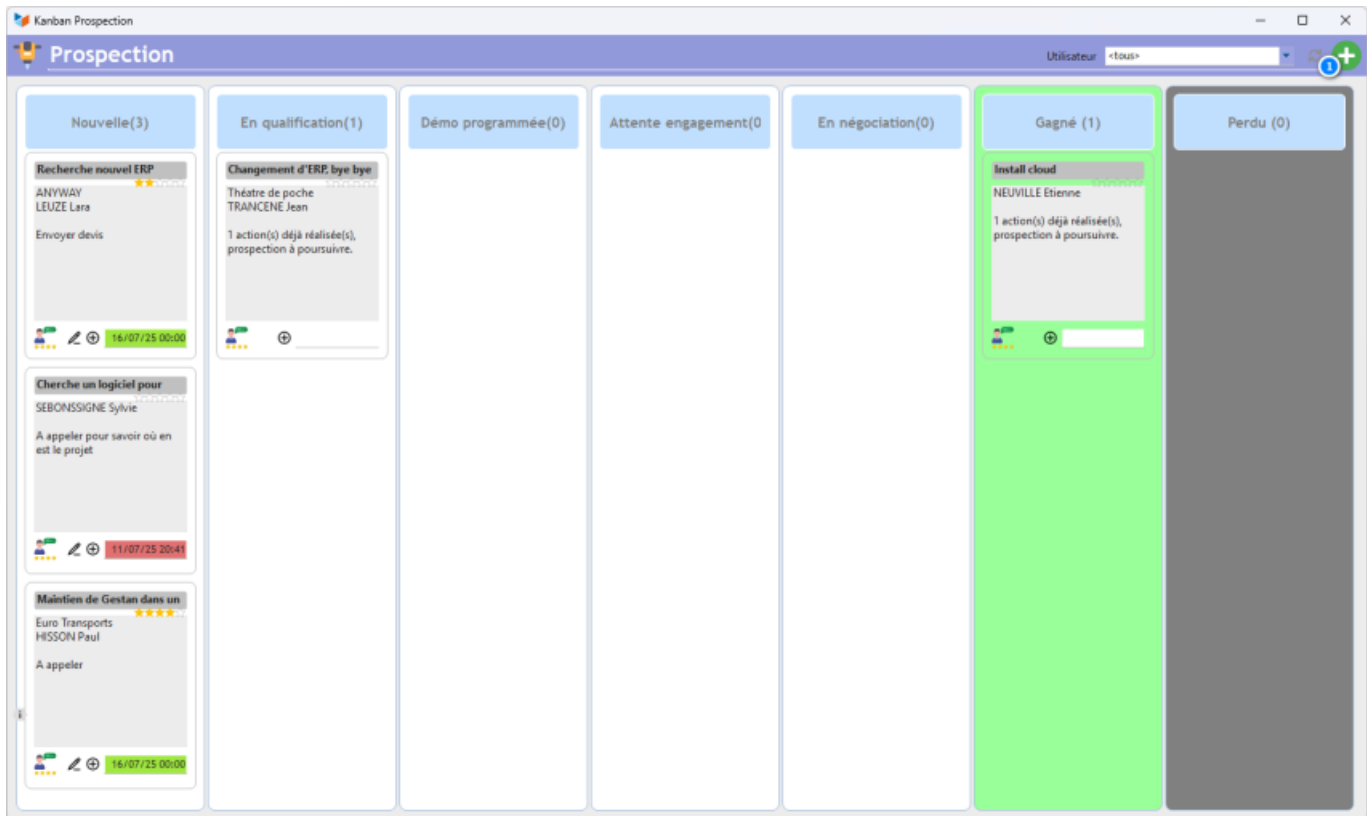 Kanban Prospection
Prospection
Utilisateur <tous>
1
Nouvelle(3)
Recherche nouvel ERP
ANYWAY
LEUZE Lara
Envoyer devis
16/07/25 00:00
Cherche un logiciel pour
SEBONSSIGNE Sylvie
A appeler pour savoir où en
est le projet
11/07/25 20:41
Maintien de Gestan dans un
Euro Transports
HISSON Paul
A appeler
16/07/25 00:00
En qualification(1)
Changement d'ERP, bye bye
Théatre de poche
TRANCENE Jean
1 action(s) déjà réalisée(s),
prospection à poursuivre.
Démo programmée(0)
Attente engagement(0
En négociation(0)
Gagné (1)
Install cloud
NEUVILLE Etienne
1 action(s) déjà réalisée(s),
prospection à poursuivre.
Perdu (0)